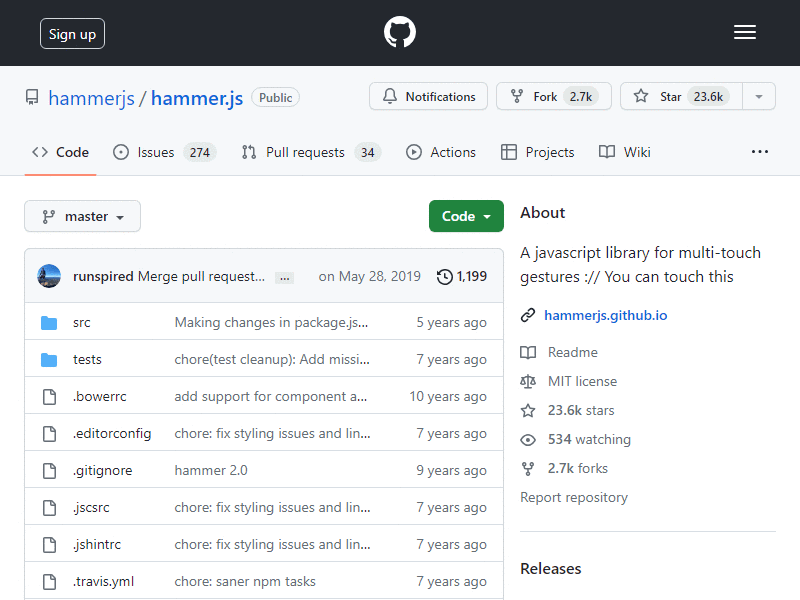 Sign up
hammerjs / hammer.js Public
Notifications Fork 2.7k Star 23.6k
Code Issues 274 Pull requests 34 Actions Projects Wiki ...
master
Code
runspired Merge pull request... ... on May 28, 2019 1,199
src Making changes in package.js... 5 years ago
tests chore(test cleanup): Add missi... 7 years ago
.bowerrc add support for component a... 10 years ago
.editorconfig chore: fix styling issues and lin... 7 years ago
.gitignore hammer 2.0 9 years ago
.jscsrc chore: fix styling issues and lin... 7 years ago
.jshintrc chore: fix styling issues and lin... 7 years ago
.travis.yml chore: saner npm tasks 7 years ago
About
A javascript library for multi-touch
gestures :// You can touch this
hammerjs.github.io
Readme
MIT license
23.6k stars
534 watching
2.7k forks
Report repository
Releases